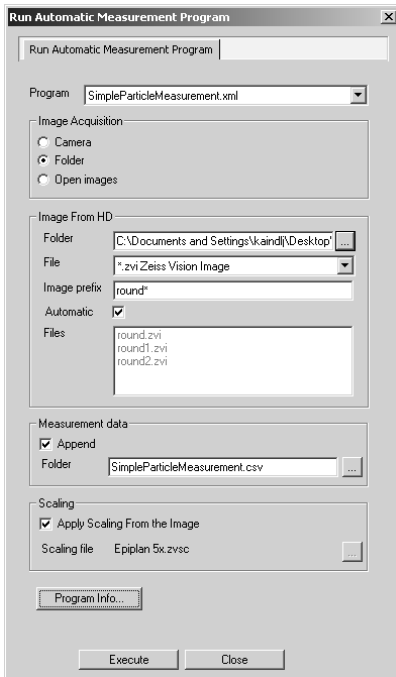 Run Automatic Measurement Program
Run Automatic Measurement Program
Program SimpleParticleMeasurement.xml
Image Acquisition
Camera
Folder
Open images
Image From HD
Folder C:\Documents and Settings\kaindlj\Desktop\ ...
File *.zvi Zeiss Vision Image
Image prefix round*
Automatic
Files round.zvi
round1.zvi
round2.zvi
Measurement data
Append
Folder SimpleParticleMeasurement.csv ...
Scaling
Apply Scaling From the Image
Scaling file Epiplan 5x.zvsc ...
Program Info...
Execute Close